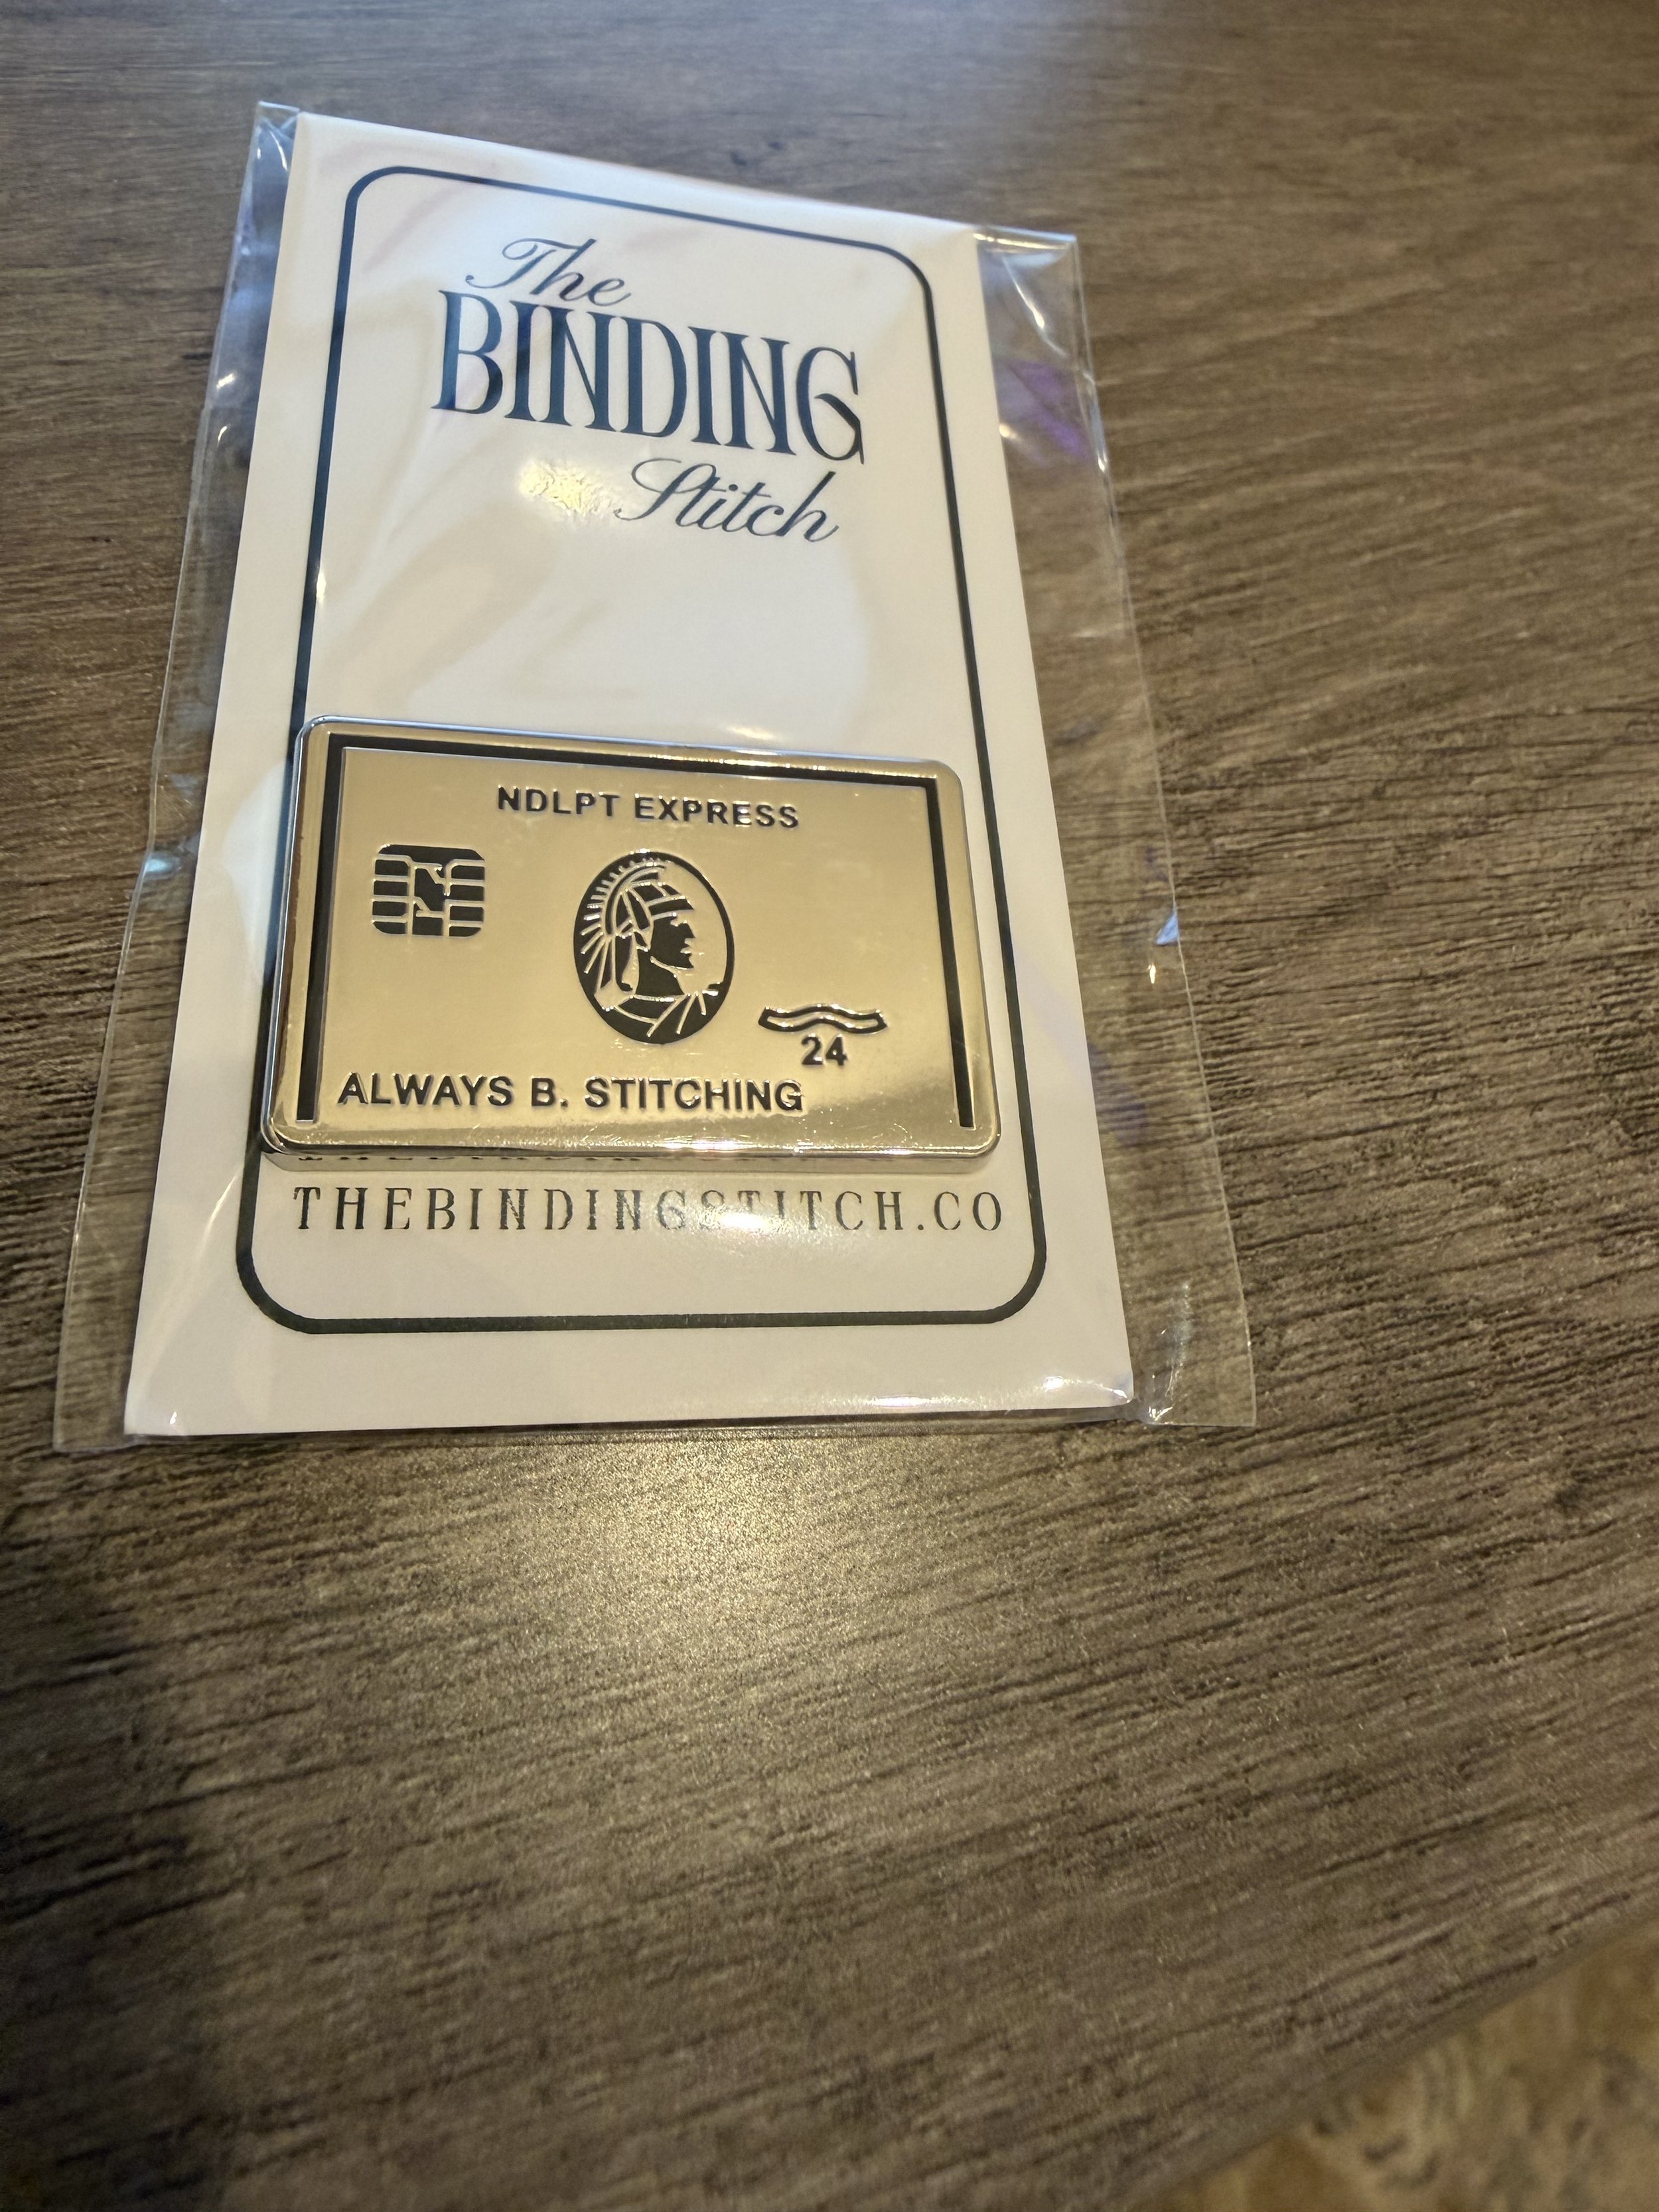 The
BINDING
Stitch
NDLPT EXPRESS
24
ALWAYS B. STITCHING
THEBINDINGSTITCH.CO